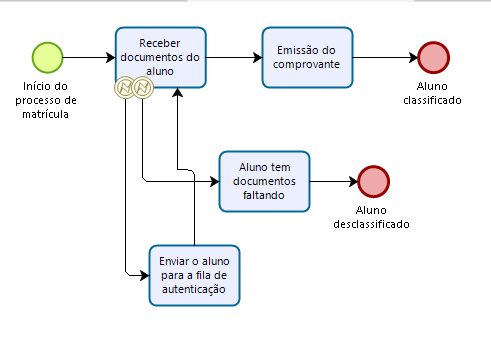 Receber
documentos do
aluno
Emissão do
comprovante
Início do
processo de
matrícula
Aluno
classificado
Aluno tem
documentos
faltando
Aluno
desclassificado
Enviar o aluno
para a fila de
autenticação